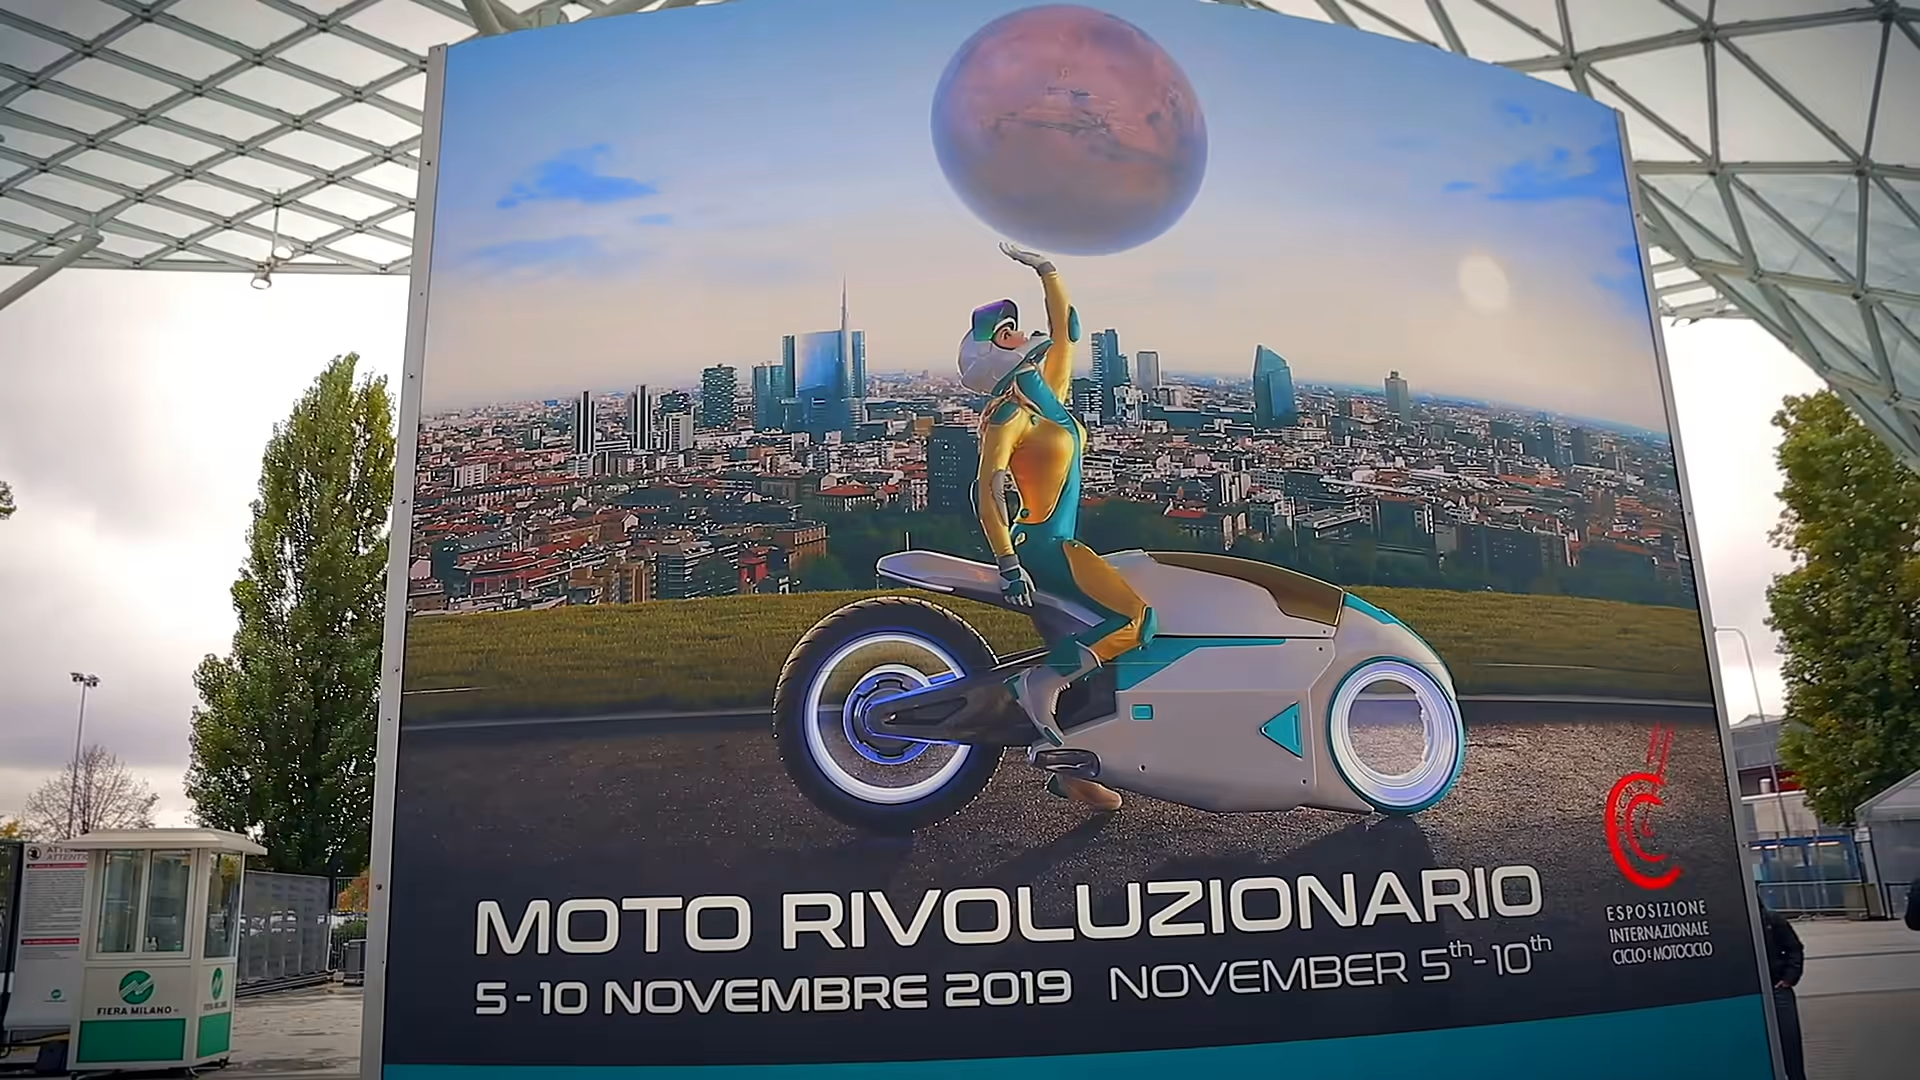 MOTO RIVOLUZIONARIO
5-10 NOVEMBRE 2019 NOVEMBER 5th-10th
ESPOSIZIONE
INTERNAZIONALE
CICLO E MOTOCICLO
FIERA MILANO